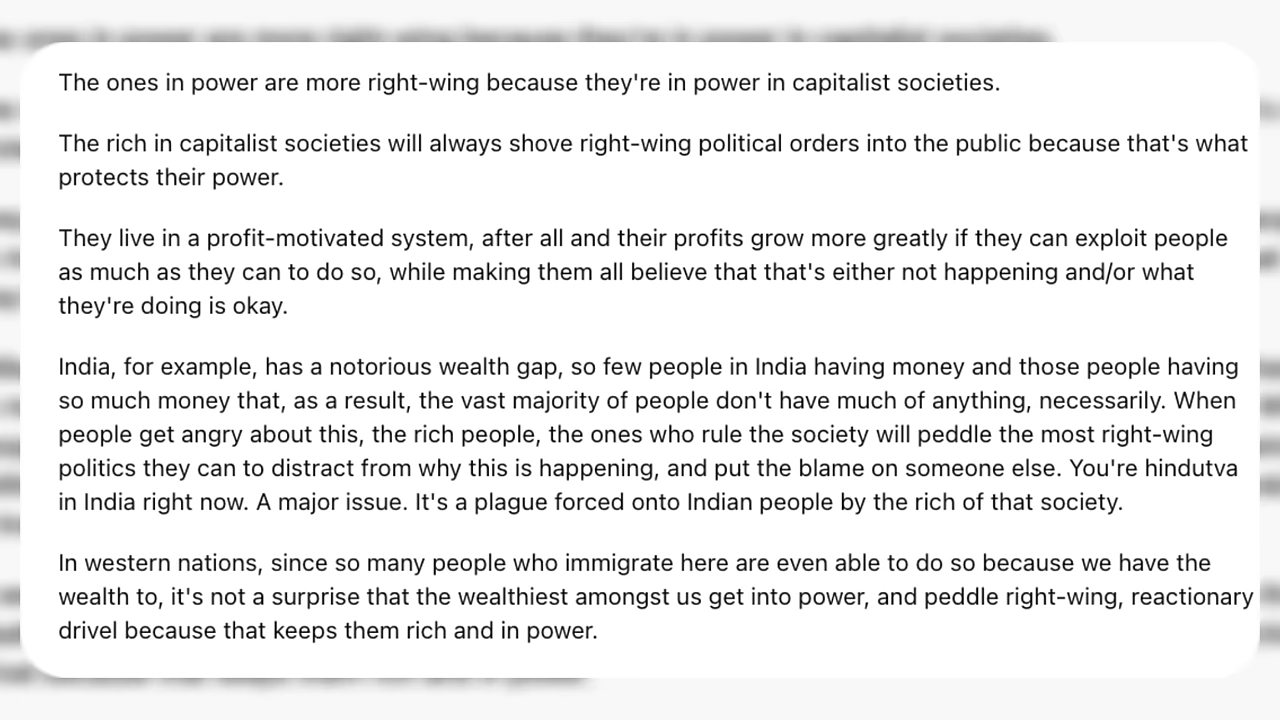 The ones in power are more right-wing because they're in power in capitalist societies.
The rich in capitalist societies will always shove right-wing political orders into the public because that's what
protects their power.
They live in a profit-motivated system, after all and their profits grow more greatly if they can exploit people
as much as they can to do so, while making them all believe that that's either not happening and/or what
they're doing is okay.
India, for example, has a notorious wealth gap, so few people in India having money and those people having
so much money that, as a result, the vast majority of people don't have much of anything, necessarily. When
people get angry about this, the rich people, the ones who rule the society will peddle the most right-wing
politics they can to distract from why this is happening, and put the blame on someone else. You're hindutva
in India right now. A major issue. It's a plague forced onto Indian people by the rich of that society.
In western nations, since so many people who immigrate here are even able to do so because we have the
wealth to, it's not a surprise that the wealthiest amongst us get into power, and peddle right-wing, reactionary
drivel because that keeps them rich and in power.